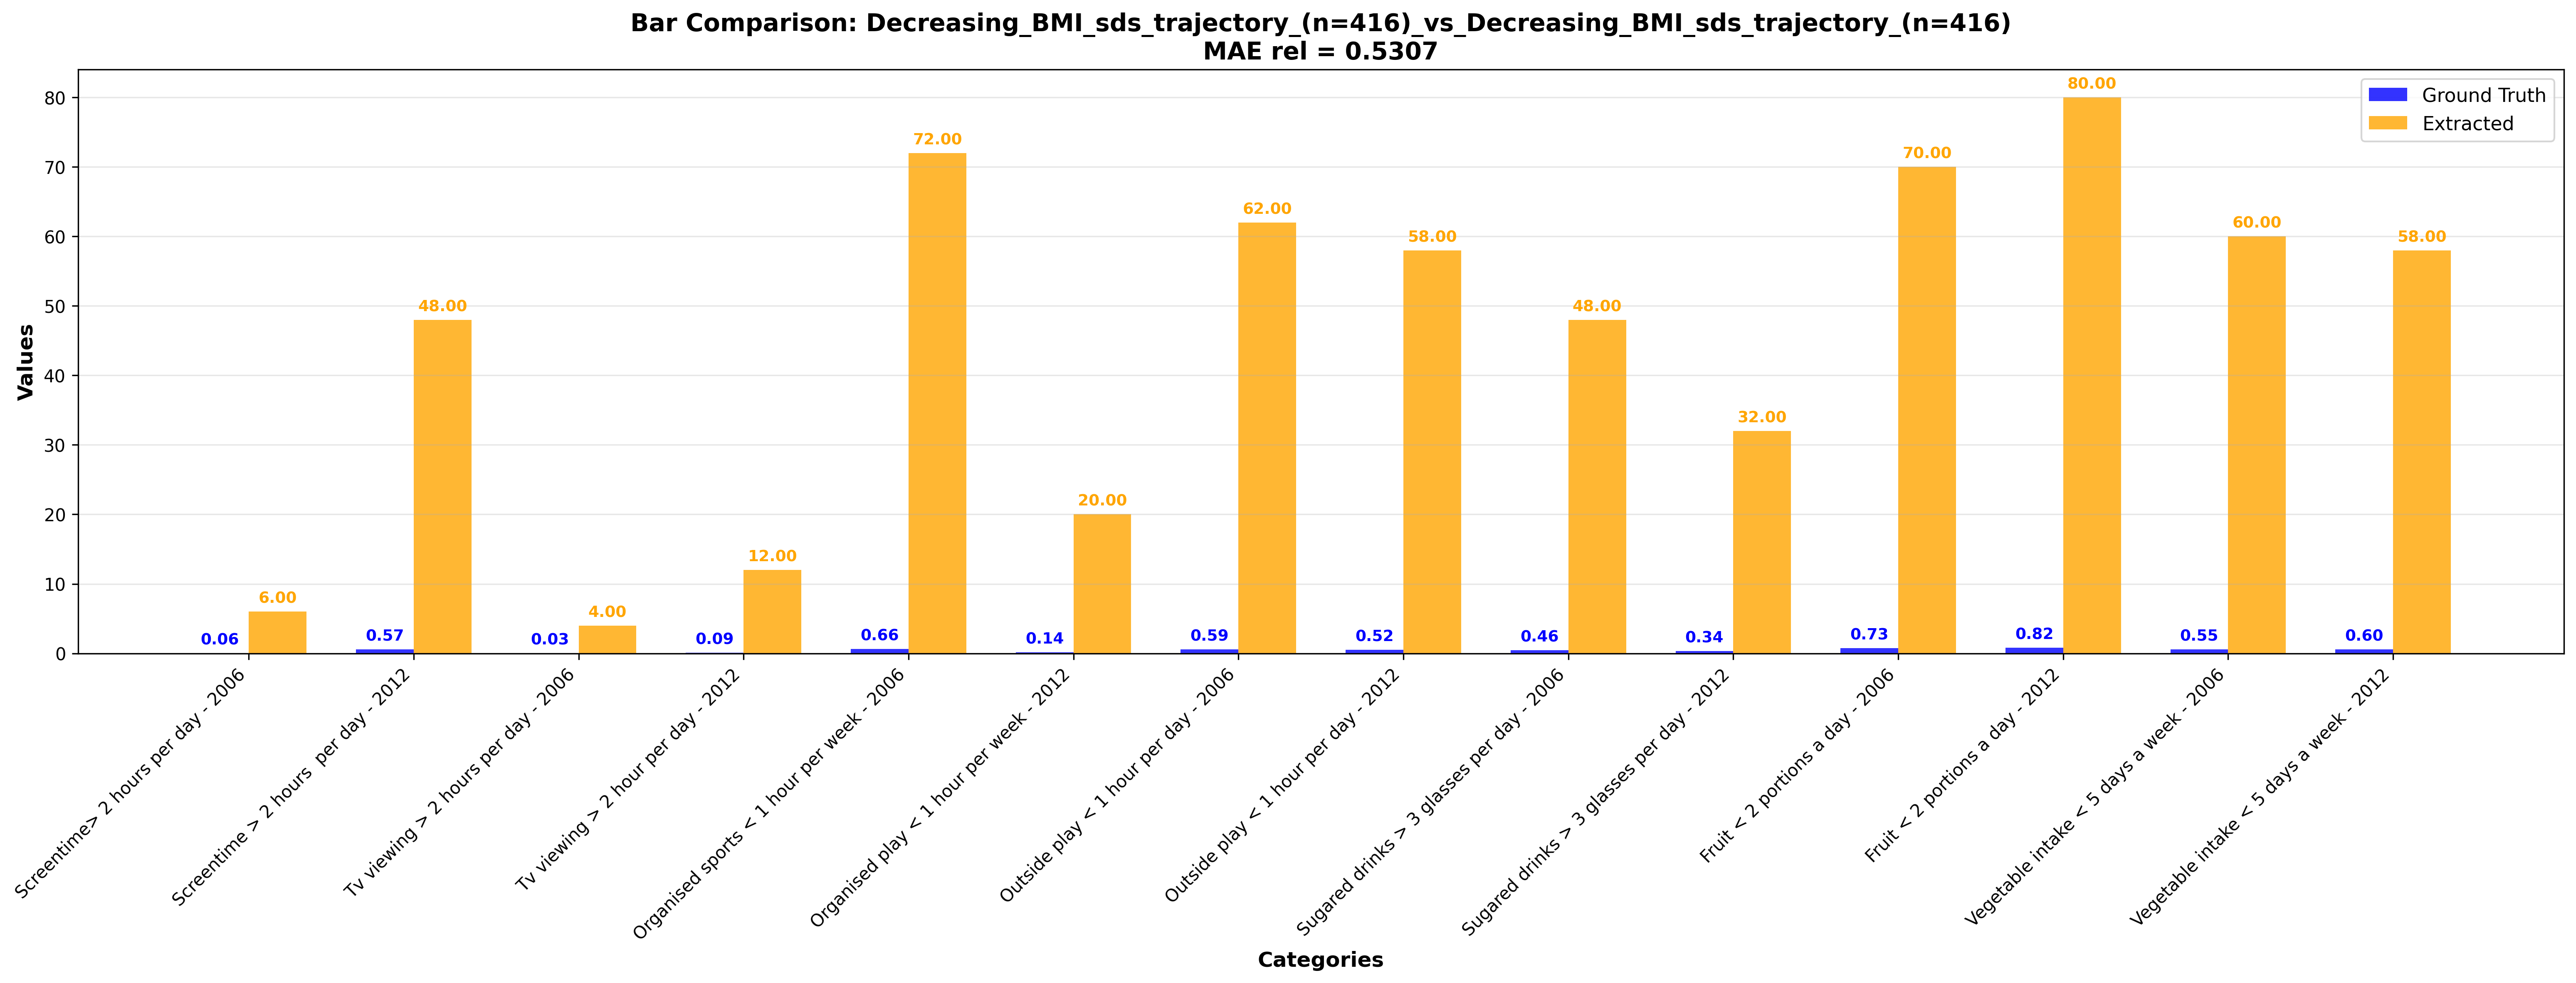 Bar Comparison: Decreasing_BMI_sds_trajectory_(n=416)_vs_Decreasing_BMI_sds_trajectory_(n=416)
MAE rel = 0.5307
Ground Truth
Extracted
Values
80
70
60
50
40
30
20
10
0
0.06
6.00
0.57
48.00
0.03
4.00
0.09
12.00
0.66
72.00
0.14
20.00
0.59
62.00
0.52
58.00
0.46
48.00
0.34
32.00
0.73
70.00
0.82
80.00
0.55
60.00
0.60
58.00
Screentime> 2 hours per day - 2006
Screentime > 2 hours  per day - 2012
Tv viewing > 2 hours per day - 2006
Tv viewing > 2 hour per day - 2012
Organised sports < 1 hour per week - 2006
Organised play < 1 hour per week - 2012
Outside play < 1 hour per day - 2006
Outside play < 1 hour per day - 2012
Sugared drinks > 3 glasses per day - 2006
Sugared drinks > 3 glasses per day - 2012
Fruit < 2 portions a day - 2006
Fruit < 2 portions a day - 2012
Vegetable intake < 5 days a week - 2006
Vegetable intake < 5 days a week - 2012
Categories